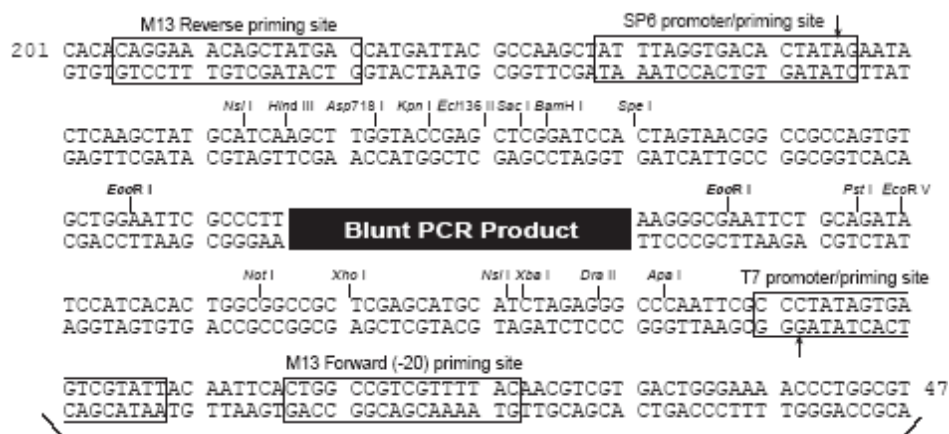 M13 Reverse priming site SP6 promoter/priming site
201 CACACAGGAA ACAGCTATGAC CATGATTAC GCCAAGCTAT TTAGGTGACA CTATAGAATA
GTGTGTCCTT TGTCGATACTG GTACTAATG CGGTTCGATA AATCCACTGT GATATCTTAT
Nsi I Hind III Asp718 I Kpn I Ecl136 II Sac I BamH I Spe I
CTCAAGCTAT GCATCAAGCT TGGTACCGAG CTCGGATCCA CTAGTAACGG CCGCCAGTGT
GAGTTCGATA CGTAGTTCGA ACCATGGCTC GAGCCTAGGT GATCATTGCC GGCGGTCACA
EcoR I EcoR I Pst I EcoR V
GCTGGAATTC GCCCTT Blunt PCR Product AAGGGCGAATTCT GCAGATA
CGACCTTAAG CGGGAA TTCCCGCTTAAGA CGTCTAT
Not I Xho I Nsi I Xba I Dra II Apa I T7 promoter/priming site
TCCATCACAC TGGCGGCCGC TCGAGCATGC ATCTAGAGGG CCCAATTCGC CCTATAGTGA
AGGTAGTGTG ACCGCCGGCG AGCTCGTACG TAGATCTCCC GGGTTAAGCG GGATATCACT
M13 Forward (-20) priming site
GTCGTATTAC AATTCACTGG CCGTCGTTTT ACAACGTCGT GACTGGGAAA ACCCTGGCGT 47
CAGCATAATG TTAAGTGACC GGCAGCAAAA TGTTGCAGCA CTGACCCTTT TGGGACCGCA